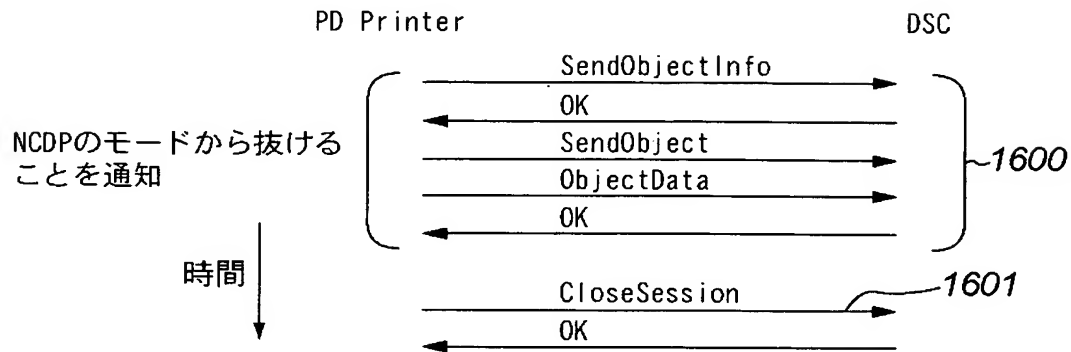 PD Printer DSC
SendObjectInfo
OK
NCDPのモードから抜ける
ことを通知
SendObject
ObjectData
OK
1600
時間
CloseSession
1601
OK